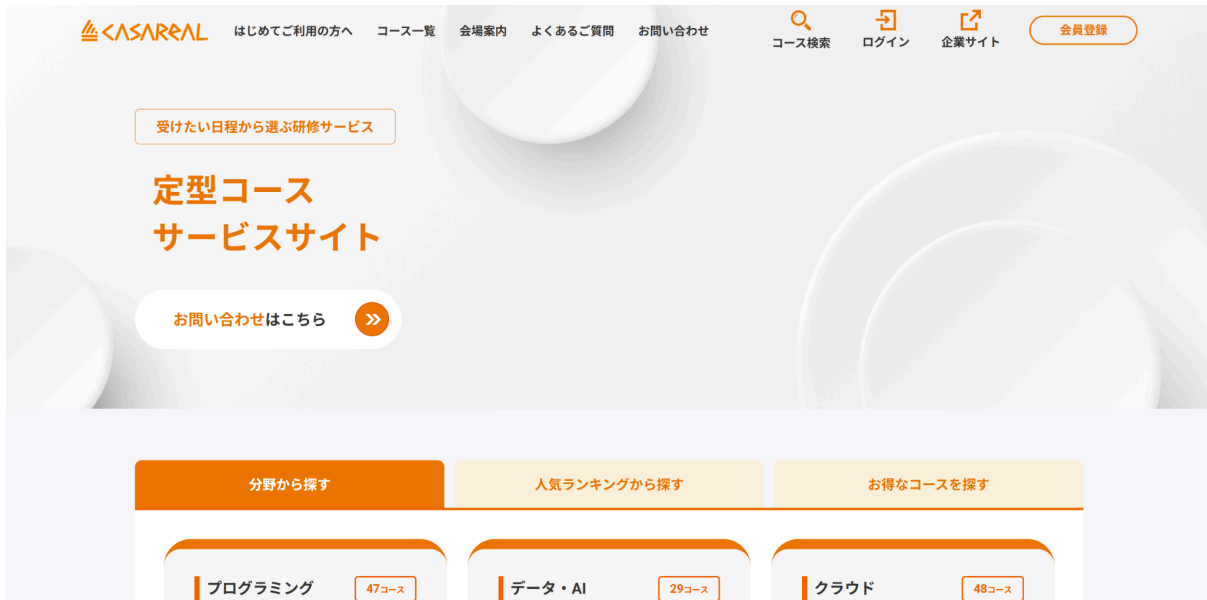 CASAREAL
はじめてご利用の方へ
コース一覧
会場案内
よくあるご質問
お問い合わせ
コース検索
ログイン
企業サイト
会員登録
受けたい日程から選ぶ研修サービス
定型コース
サービスサイト
お問い合わせはこちら
分野から探す
人気ランキングから探す
お得なコースを探す
プログラミング
47コース
データ・AI
29コース
クラウド
48コース